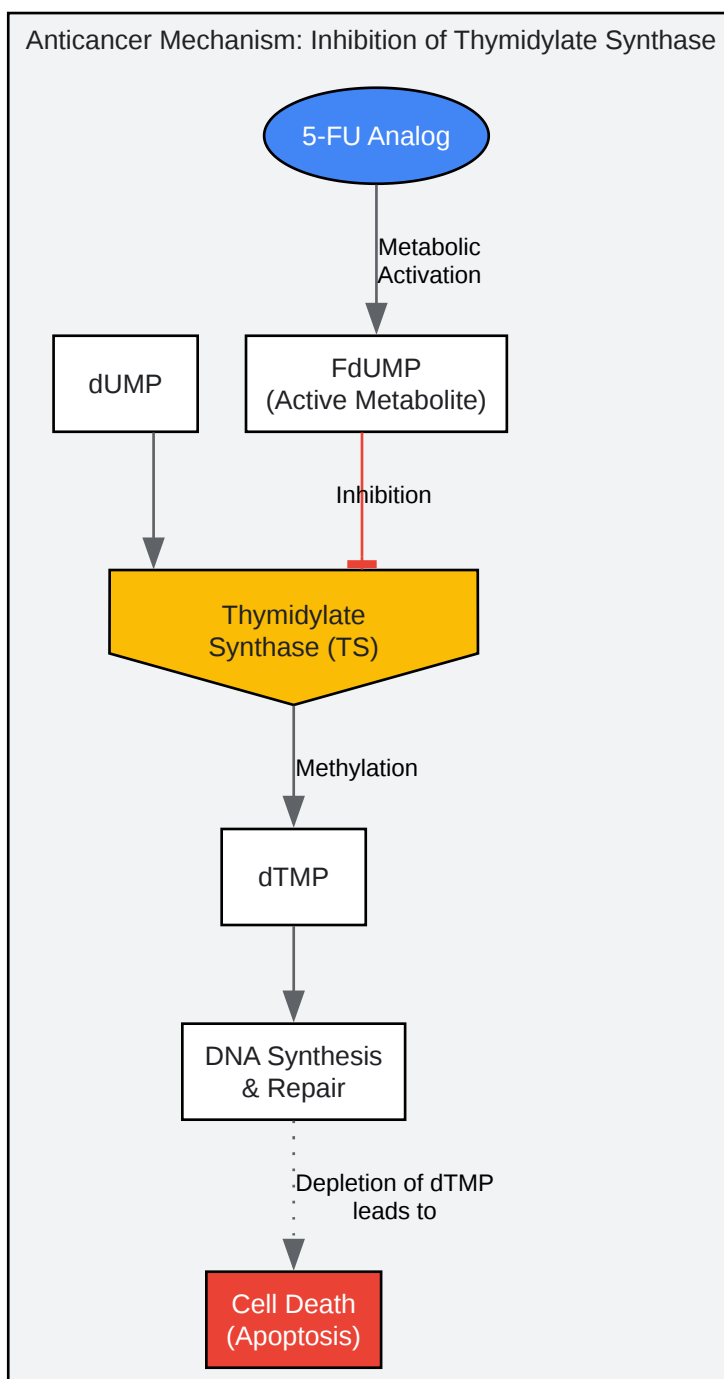 Anticancer Mechanism: Inhibition of Thymidylate Synthase
5-FU Analog
Metabolic
Activation
dUMP
FdUMP
(Active Metabolite)
Inhibition
Thymidylate
Synthase (TS)
Methylation
dTMP
DNA Synthesis
& Repair
Depletion of dTMP
leads to
Cell Death
(Apoptosis)